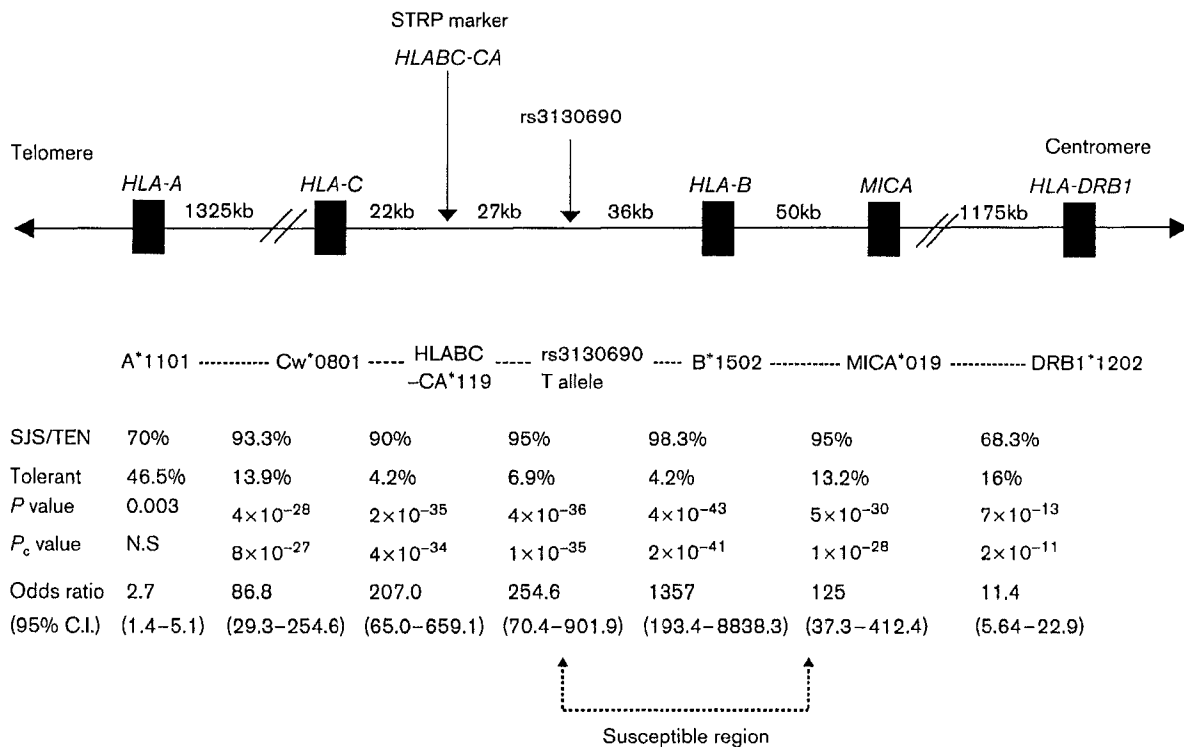 STRP marker
HLABC-CA
rs3130690
Telomere
Centromere
HLA-A
HLA-C
HLA-B
MICA
HLA-DRB1
1325kb
22kb
27kb
36kb
50kb
1175kb
A*1101 Cw*0801 HLABC –CA*119 rs3130690 T allele B*1502 MICA*019 DRB1*1202
SJS/TEN 70% 93.3% 90% 95% 98.3% 95% 68.3%
Tolerant 46.5% 13.9% 4.2% 6.9% 4.2% 13.2% 16%
P value 0.003 4×10⁻²⁸ 2×10⁻³⁵ 4×10⁻³⁶ 4×10⁻⁴³ 5×10⁻³⁰ 7×10⁻¹³
Pc value N.S 8×10⁻²⁷ 4×10⁻³⁴ 1×10⁻³⁵ 2×10⁻⁴¹ 1×10⁻²⁸ 2×10⁻¹¹
Odds ratio 2.7 86.8 207.0 254.6 1357 125 11.4
(95% C.I.) (1.4–5.1) (29.3–254.6) (65.0–659.1) (70.4–901.9) (193.4–8838.3) (37.3–412.4) (5.64–22.9)
Susceptible region